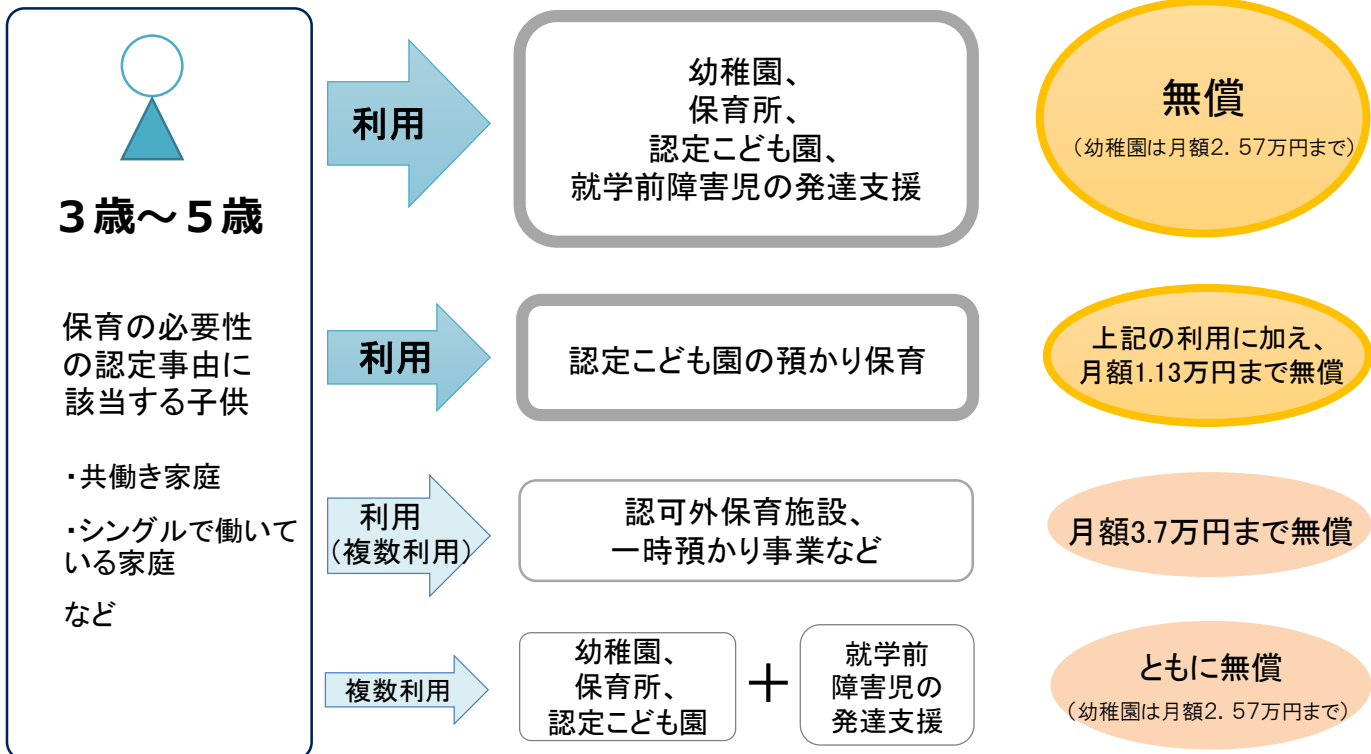 3歳~5歳
保育の必要性
の認定事由に
該当する子供
・共働き家庭
・シングルで働いて
いる家庭
など
利用
幼稚園、
保育所、
認定こども園、
就学前障害児の発達支援
無償
(幼稚園は月額2.57万円まで)
利用
認定こども園の預かり保育
上記の利用に加え、
月額1.13万円まで無償
利用
(複数利用)
認可外保育施設、
一時預かり事業など
月額3.7万円まで無償
複数利用
幼稚園、
保育所、
認定こども園
+
就学前
障害児の
発達支援
ともに無償
(幼稚園は月額2.57万円まで)